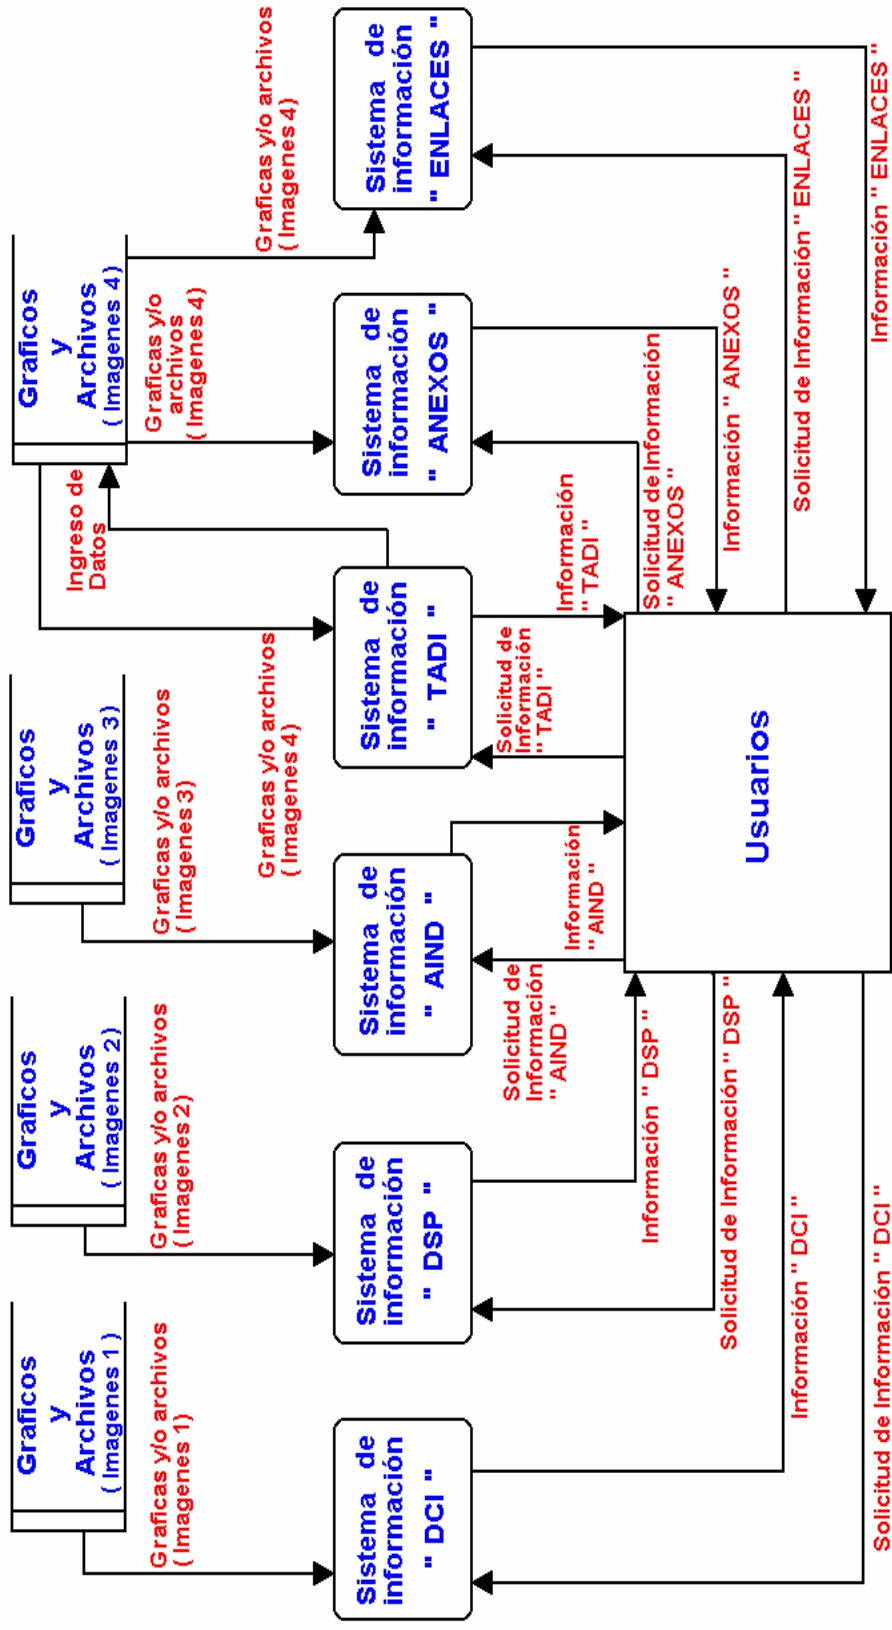 Graficos
y
Archivos
( Imagenes 1 )
Graficos
y
Archivos
( Imagenes 2 )
Graficos
y
Archivos
( Imagenes 3 )
Graficos
y
Archivos
( Imagenes 4 )
Graficas y/o archivos
( Imagenes 1)
Graficas y/o archivos
( Imagenes 2)
Graficas y/o archivos
( Imagenes 3)
Graficas y/o archivos
( Imagenes 4)
Ingreso de
Datos
Graficas y/o
archivos
( Imagenes 4)
Graficas y/o archivos
( Imagenes 4)
Sistema de
información
" DCI "
Sistema de
información
" DSP "
Sistema de
información
" AIND "
Sistema de
información
" TADI "
Sistema de
información
" ANEXOS "
Sistema de
información
" ENLACES "
Solicitud de
Información
" AIND "
Información
" AIND "
Solicitud de
Información
" TADI "
Información
" TADI "
Solicitud de Información
" ANEXOS "
Información " DSP "
Solicitud de Información " DSP "
Información " DCI "
Solicitud de Información " DCI "
Usuarios
Información " ANEXOS "
Solicitud de Información " ENLACES "
Información " ENLACES "